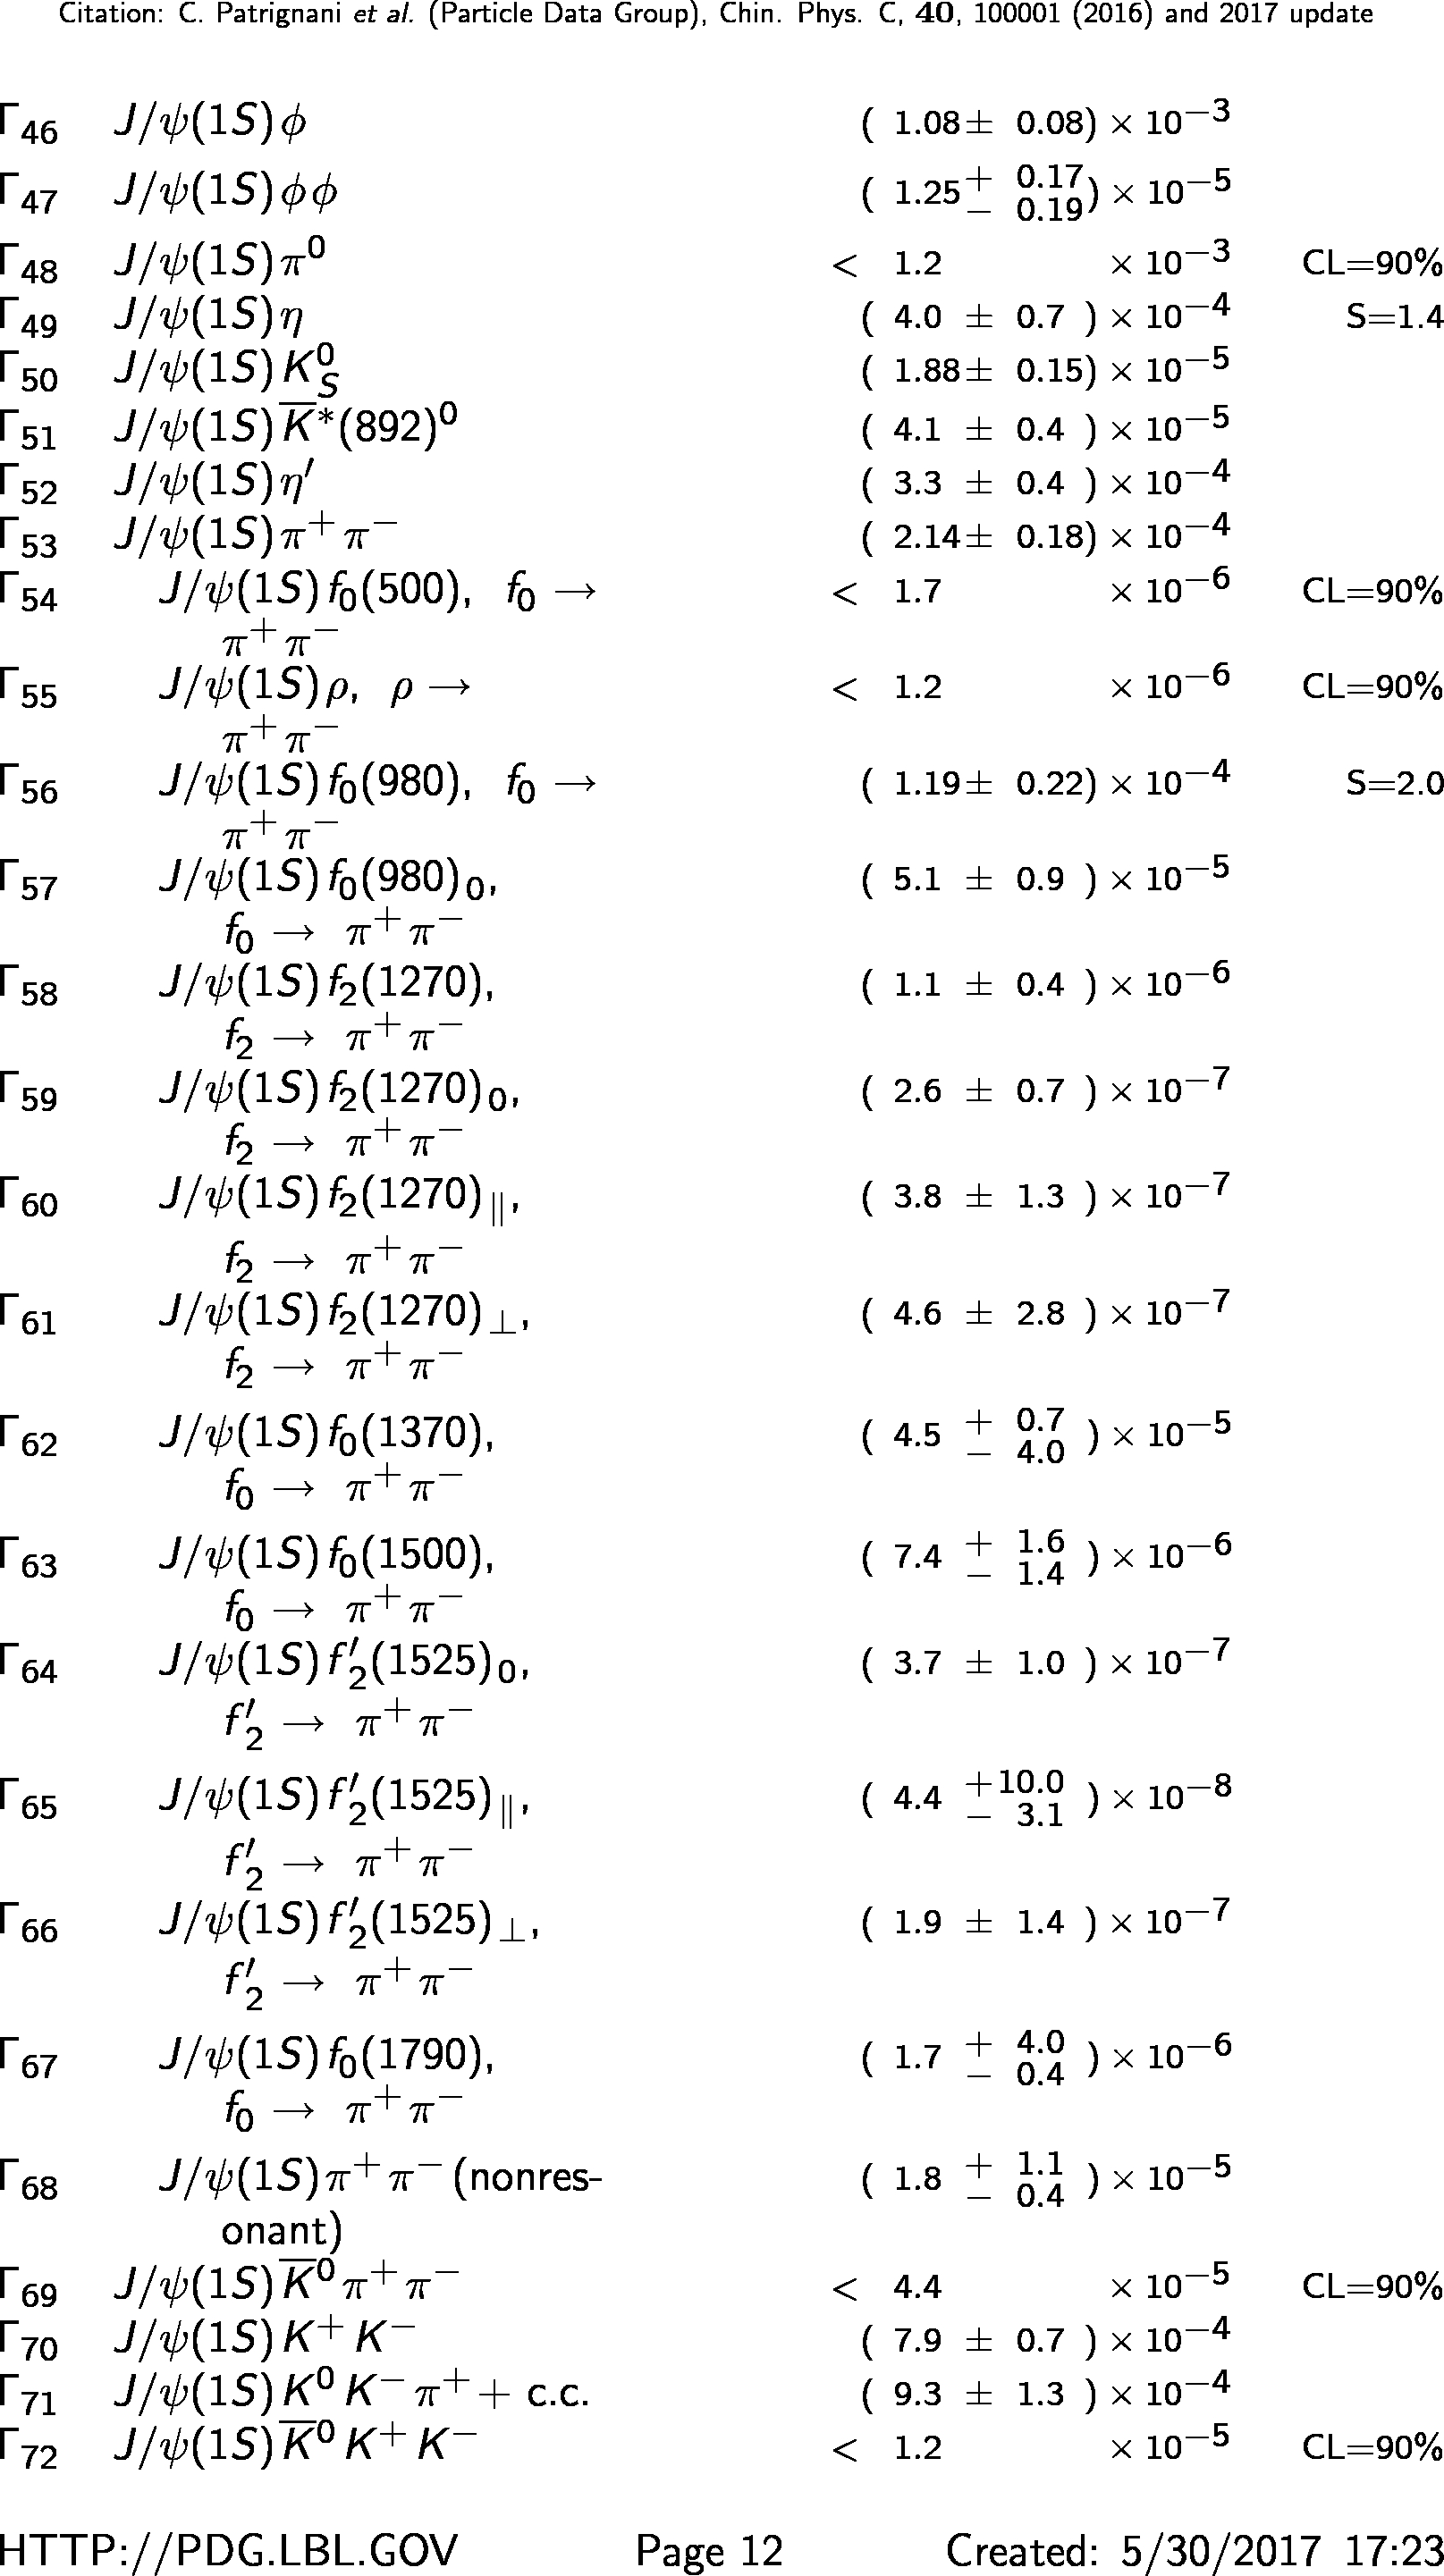 Citation: C. Patrignani et al. (Particle Data Group), Chin. Phys. C, 40, 100001 (2016) and 2017 update
Γ46 J/ψ(1S) φ ( 1.08± 0.08) × 10−3
Γ47 J/ψ(1S) φ φ ( 1.25+ 0.17 − 0.19) × 10−5
Γ48 J/ψ(1S) π0 < 1.2 × 10−3 CL=90%
Γ49 J/ψ(1S) η ( 4.0 ± 0.7 ) × 10−4 S=1.4
Γ50 J/ψ(1S) K0S ( 1.88± 0.15) × 10−5
Γ51 J/ψ(1S) K̅*(892)0 ( 4.1 ± 0.4 ) × 10−5
Γ52 J/ψ(1S) η′ ( 3.3 ± 0.4 ) × 10−4
Γ53 J/ψ(1S) π+ π− ( 2.14± 0.18) × 10−4
Γ54 J/ψ(1S) f0(500), f0 → < 1.7 × 10−6 CL=90%
π+ π−
Γ55 J/ψ(1S) ρ, ρ → < 1.2 × 10−6 CL=90%
π+ π−
Γ56 J/ψ(1S) f0(980), f0 → ( 1.19± 0.22) × 10−4 S=2.0
π+ π−
Γ57 J/ψ(1S) f0(980)0, ( 5.1 ± 0.9 ) × 10−5
f0 → π+ π−
Γ58 J/ψ(1S) f2(1270), ( 1.1 ± 0.4 ) × 10−6
f2 → π+ π−
Γ59 J/ψ(1S) f2(1270)0, ( 2.6 ± 0.7 ) × 10−7
f2 → π+ π−
Γ60 J/ψ(1S) f2(1270)∥, ( 3.8 ± 1.3 ) × 10−7
f2 → π+ π−
Γ61 J/ψ(1S) f2(1270)⊥, ( 4.6 ± 2.8 ) × 10−7
f2 → π+ π−
Γ62 J/ψ(1S) f0(1370), ( 4.5 + 0.7 − 4.0 ) × 10−5
f0 → π+ π−
Γ63 J/ψ(1S) f0(1500), ( 7.4 + 1.6 − 1.4 ) × 10−6
f0 → π+ π−
Γ64 J/ψ(1S) f′2(1525)0, ( 3.7 ± 1.0 ) × 10−7
f′2 → π+ π−
Γ65 J/ψ(1S) f′2(1525)∥, ( 4.4 +10.0 − 3.1 ) × 10−8
f′2 → π+ π−
Γ66 J/ψ(1S) f′2(1525)⊥, ( 1.9 ± 1.4 ) × 10−7
f′2 → π+ π−
Γ67 J/ψ(1S) f0(1790), ( 1.7 + 4.0 − 0.4 ) × 10−6
f0 → π+ π−
Γ68 J/ψ(1S) π+ π− (nonres- ( 1.8 + 1.1 − 0.4 ) × 10−5
onant)
Γ69 J/ψ(1S) K̅0 π+ π− < 4.4 × 10−5 CL=90%
Γ70 J/ψ(1S) K+ K− ( 7.9 ± 0.7 ) × 10−4
Γ71 J/ψ(1S) K0 K− π+ + c.c. ( 9.3 ± 1.3 ) × 10−4
Γ72 J/ψ(1S) K̅0 K+ K− < 1.2 × 10−5 CL=90%
HTTP://PDG.LBL.GOV Page 12 Created: 5/30/2017 17:23